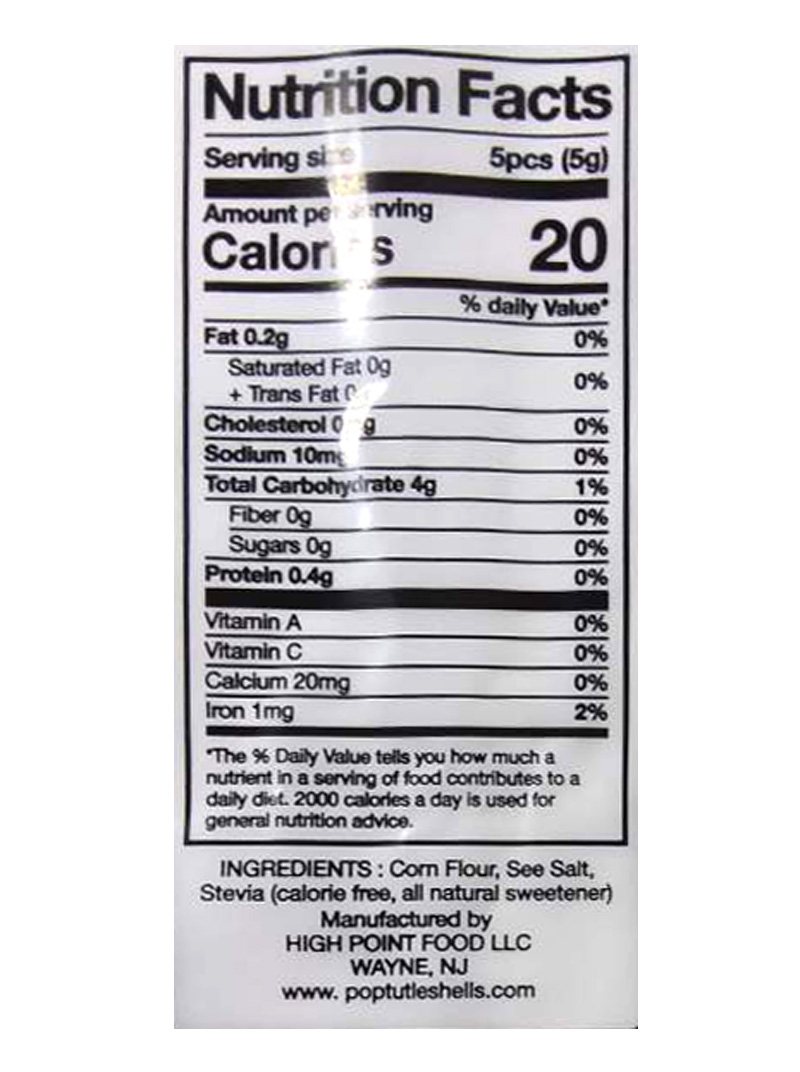 Nutrition Facts
Serving size 5pcs (5g)
Amount per serving
Calories 20
% daily Value*
Fat 0.2g 0%
Saturated Fat 0g
+ Trans Fat 0%
Cholesterol 0%
Sodium 10mg 0%
Total Carbohydrate 4g 1%
Fiber 0g 0%
Sugars 0g 0%
Protein 0.4g 0%
Vitamin A 0%
Vitamin C 0%
Calcium 20mg 0%
Iron 1mg 2%
*The % Daily Value tells you how much a
nutrient in a serving of food contributes to a
daily diet. 2000 calories a day is used for
general nutrition advice.
INGREDIENTS : Corn Flour, See Salt,
Stevia (calorie free, all natural sweetener)
Manufactured by
HIGH POINT FOOD LLC
WAYNE, NJ
www. poptutleshells.com